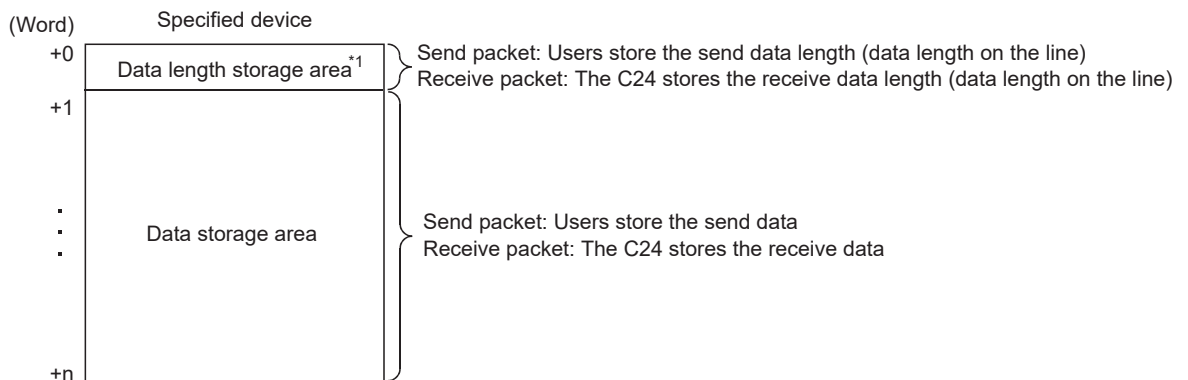 (Word)
Specified device
+0
Data length storage area*1
Send packet: Users store the send data length (data length on the line)
Receive packet: The C24 stores the receive data length (data length on the line)
+1
Data storage area
Send packet: Users store the send data
Receive packet: The C24 stores the receive data
+n